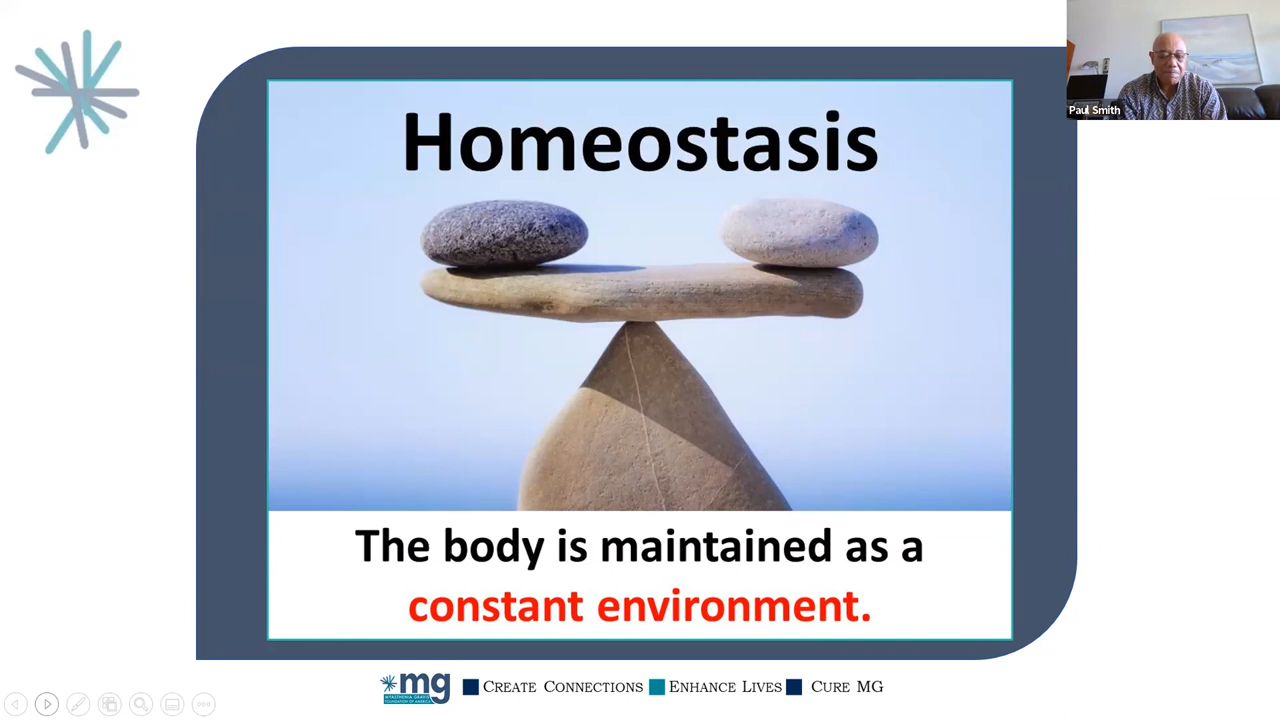 Paul Smith
Homeostasis
The body is maintained as a
constant environment.
mg
MYASTHENIA GRAVIS
FOUNDATION OF AMERICA
CREATE CONNECTIONS ENHANCE LIVES CURE MG